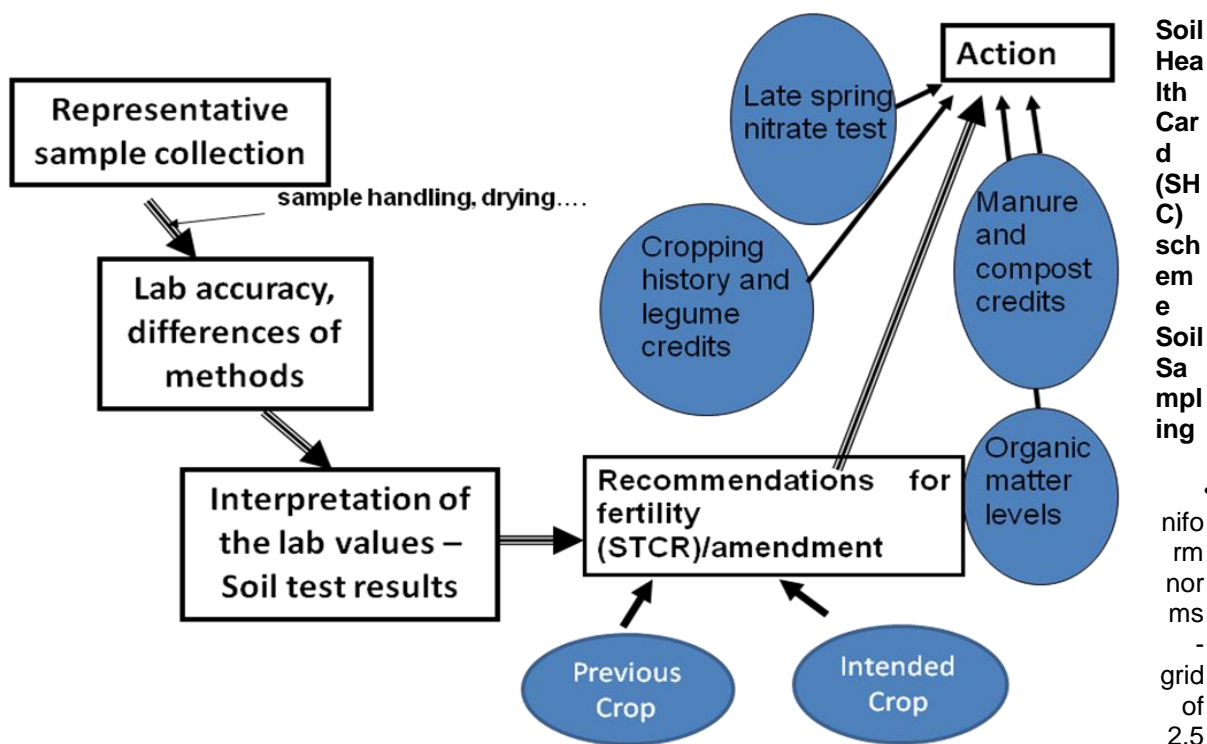 Representative
sample collection
sample handling, drying….
Lab accuracy,
differences of
methods
Interpretation of
the lab values –
Soil test results
Recommendations for
fertility
(STCR)/amendment
Previous
Crop
Intended
Crop
Action
Late spring
nitrate test
Cropping
history and
legume
credits
Manure
and
compost
credits
Organic
matter
levels
Soil
Hea
lth
Car
d
(SH
C)
sch
em
e
Soil
Sa
mpl
ing
nifo
rm
nor
ms
-
grid
of
2.5